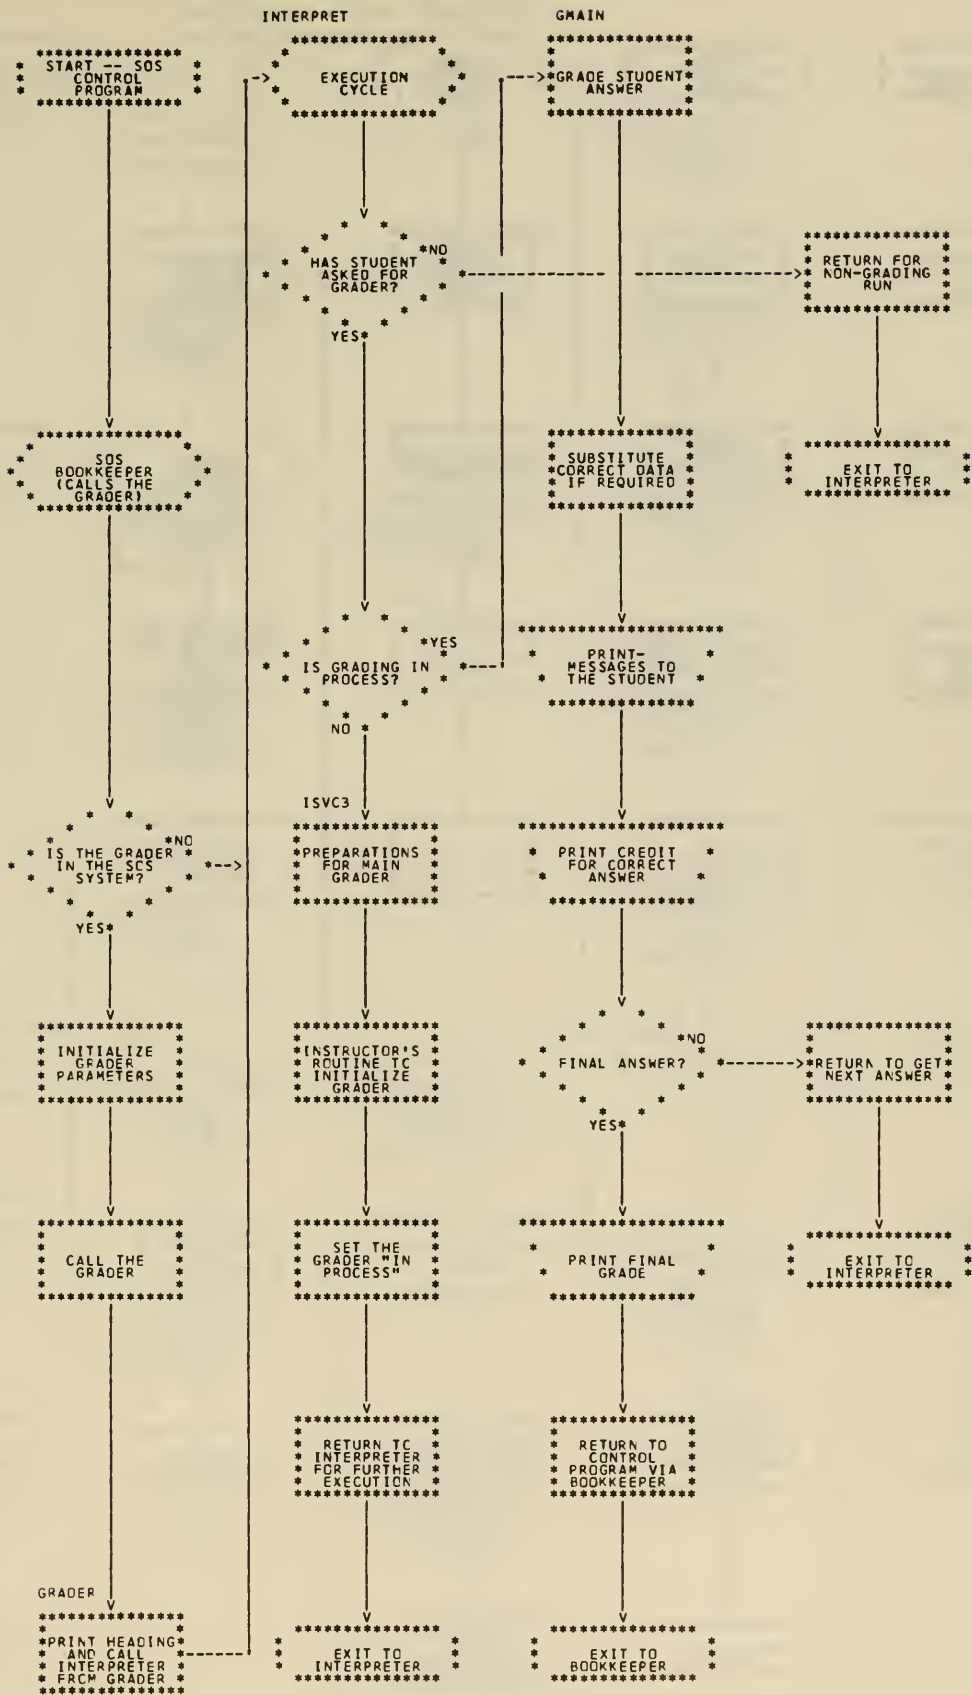 START -- SOS
CONTROL
PROGRAM
SOS
BOOKKEEPER
(CALLS THE
GRADER)
IS THE GRADER
IN THE SCS
SYSTEM?
NO
YES
INITIALIZE
GRADER
PARAMETERS
CALL THE
GRADER
GRADER
PRINT HEADING
AND CALL
INTERPRETER
FRCM GRADER
INTERPRET
EXECUTION
CYCLE
HAS STUDENT
ASKED FOR
GRADER?
NO
YES
IS GRADING IN
PROCESS?
YES
NO
ISVC3
PREPARATIONS
FOR MAIN
GRADER
INSTRUCTOR'S
ROUTINE TC
INITIALIZE
GRADER
SET THE
GRADER "IN
PROCESS"
RETURN TC
INTERPRETER
FOR FURTHER
EXECUTION
EXIT TO
INTERPRETER
GMAIN
GRADE STUDENT
ANSWER
SUBSTITUTE
CORRECT DATA
IF REQUIRED
PRINT-
MESSAGES TO
THE STUDENT
PRINT CREDIT
FOR CORRECT
ANSWER
FINAL ANSWER?
NO
YES
PRINT FINAL
GRADE
RETURN TO
CONTROL
PROGRAM VIA
BOOKKEEPER
EXIT TO
BOOKKEEPER
RETURN FOR
NON-GRADING
RUN
EXIT TO
INTERPRETER
RETURN TO GET
NEXT ANSWER
EXIT TO
INTERPRETER